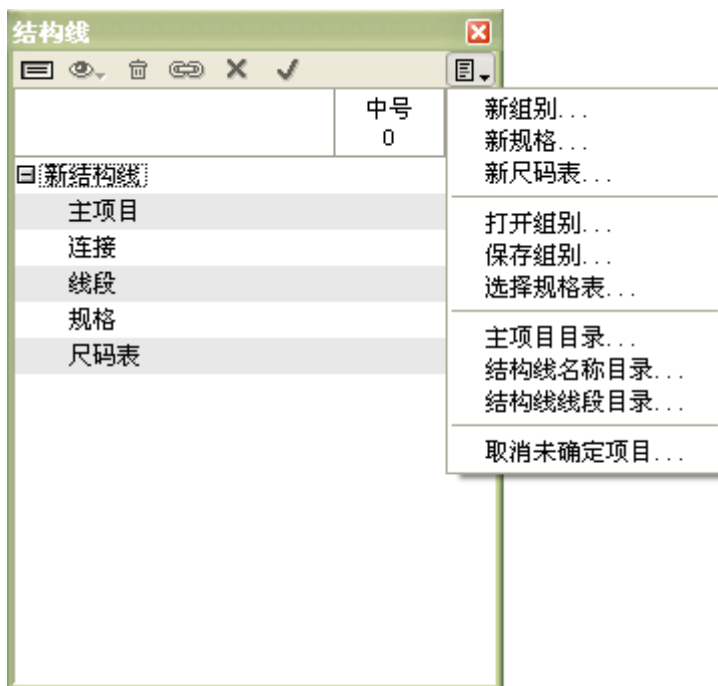 结构线
中号
0
新结构线
主项目
连接
线段
规格
尺码表
新组别...
新规格...
新尺码表...
打开组别...
保存组别...
选择规格表...
主项目目录...
结构线名称目录...
结构线线段目录...
取消未确定项目...